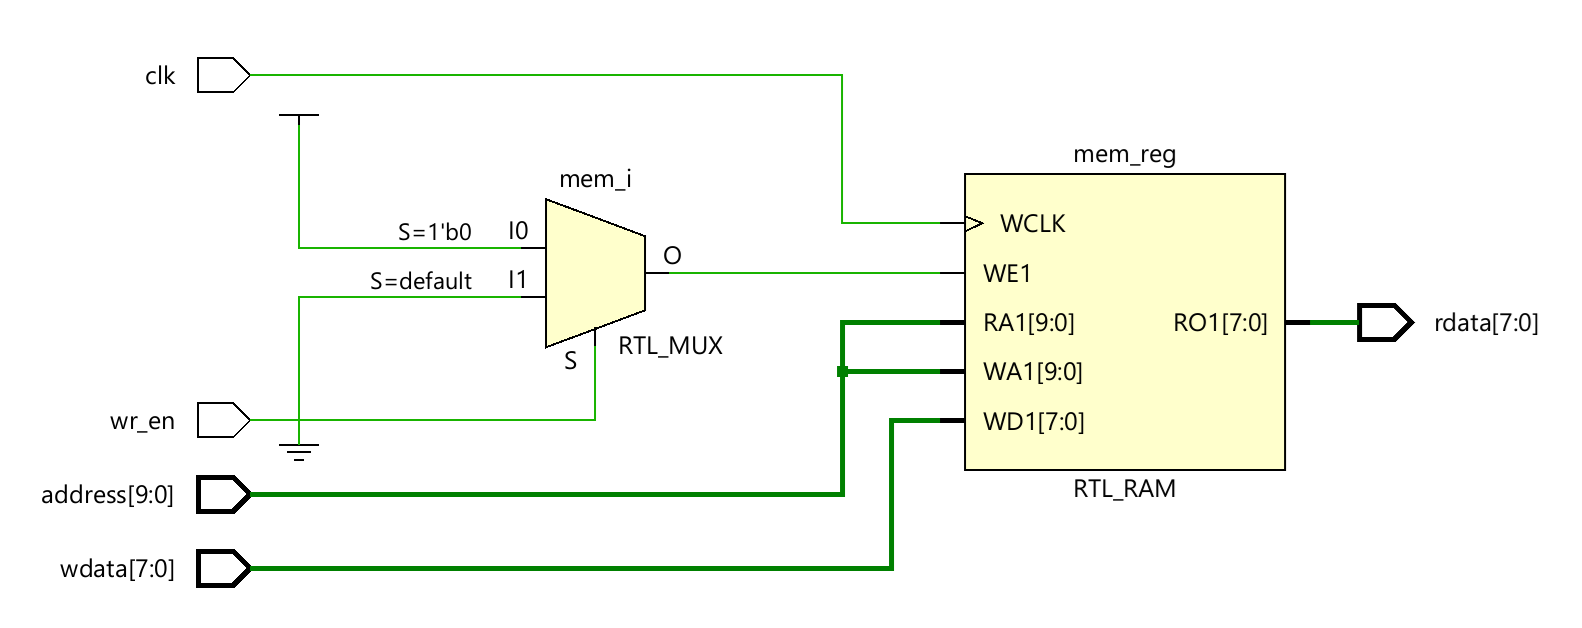 clk
mem_reg
mem_i
S=1'b0
I0
WCLK
O
S=default
I1
WE1
RA1[9:0]
RO1[7:0]
rdata[7:0]
RTL_MUX
S
WA1[9:0]
wr_en
WD1[7:0]
address[9:0]
RTL_RAM
wdata[7:0]